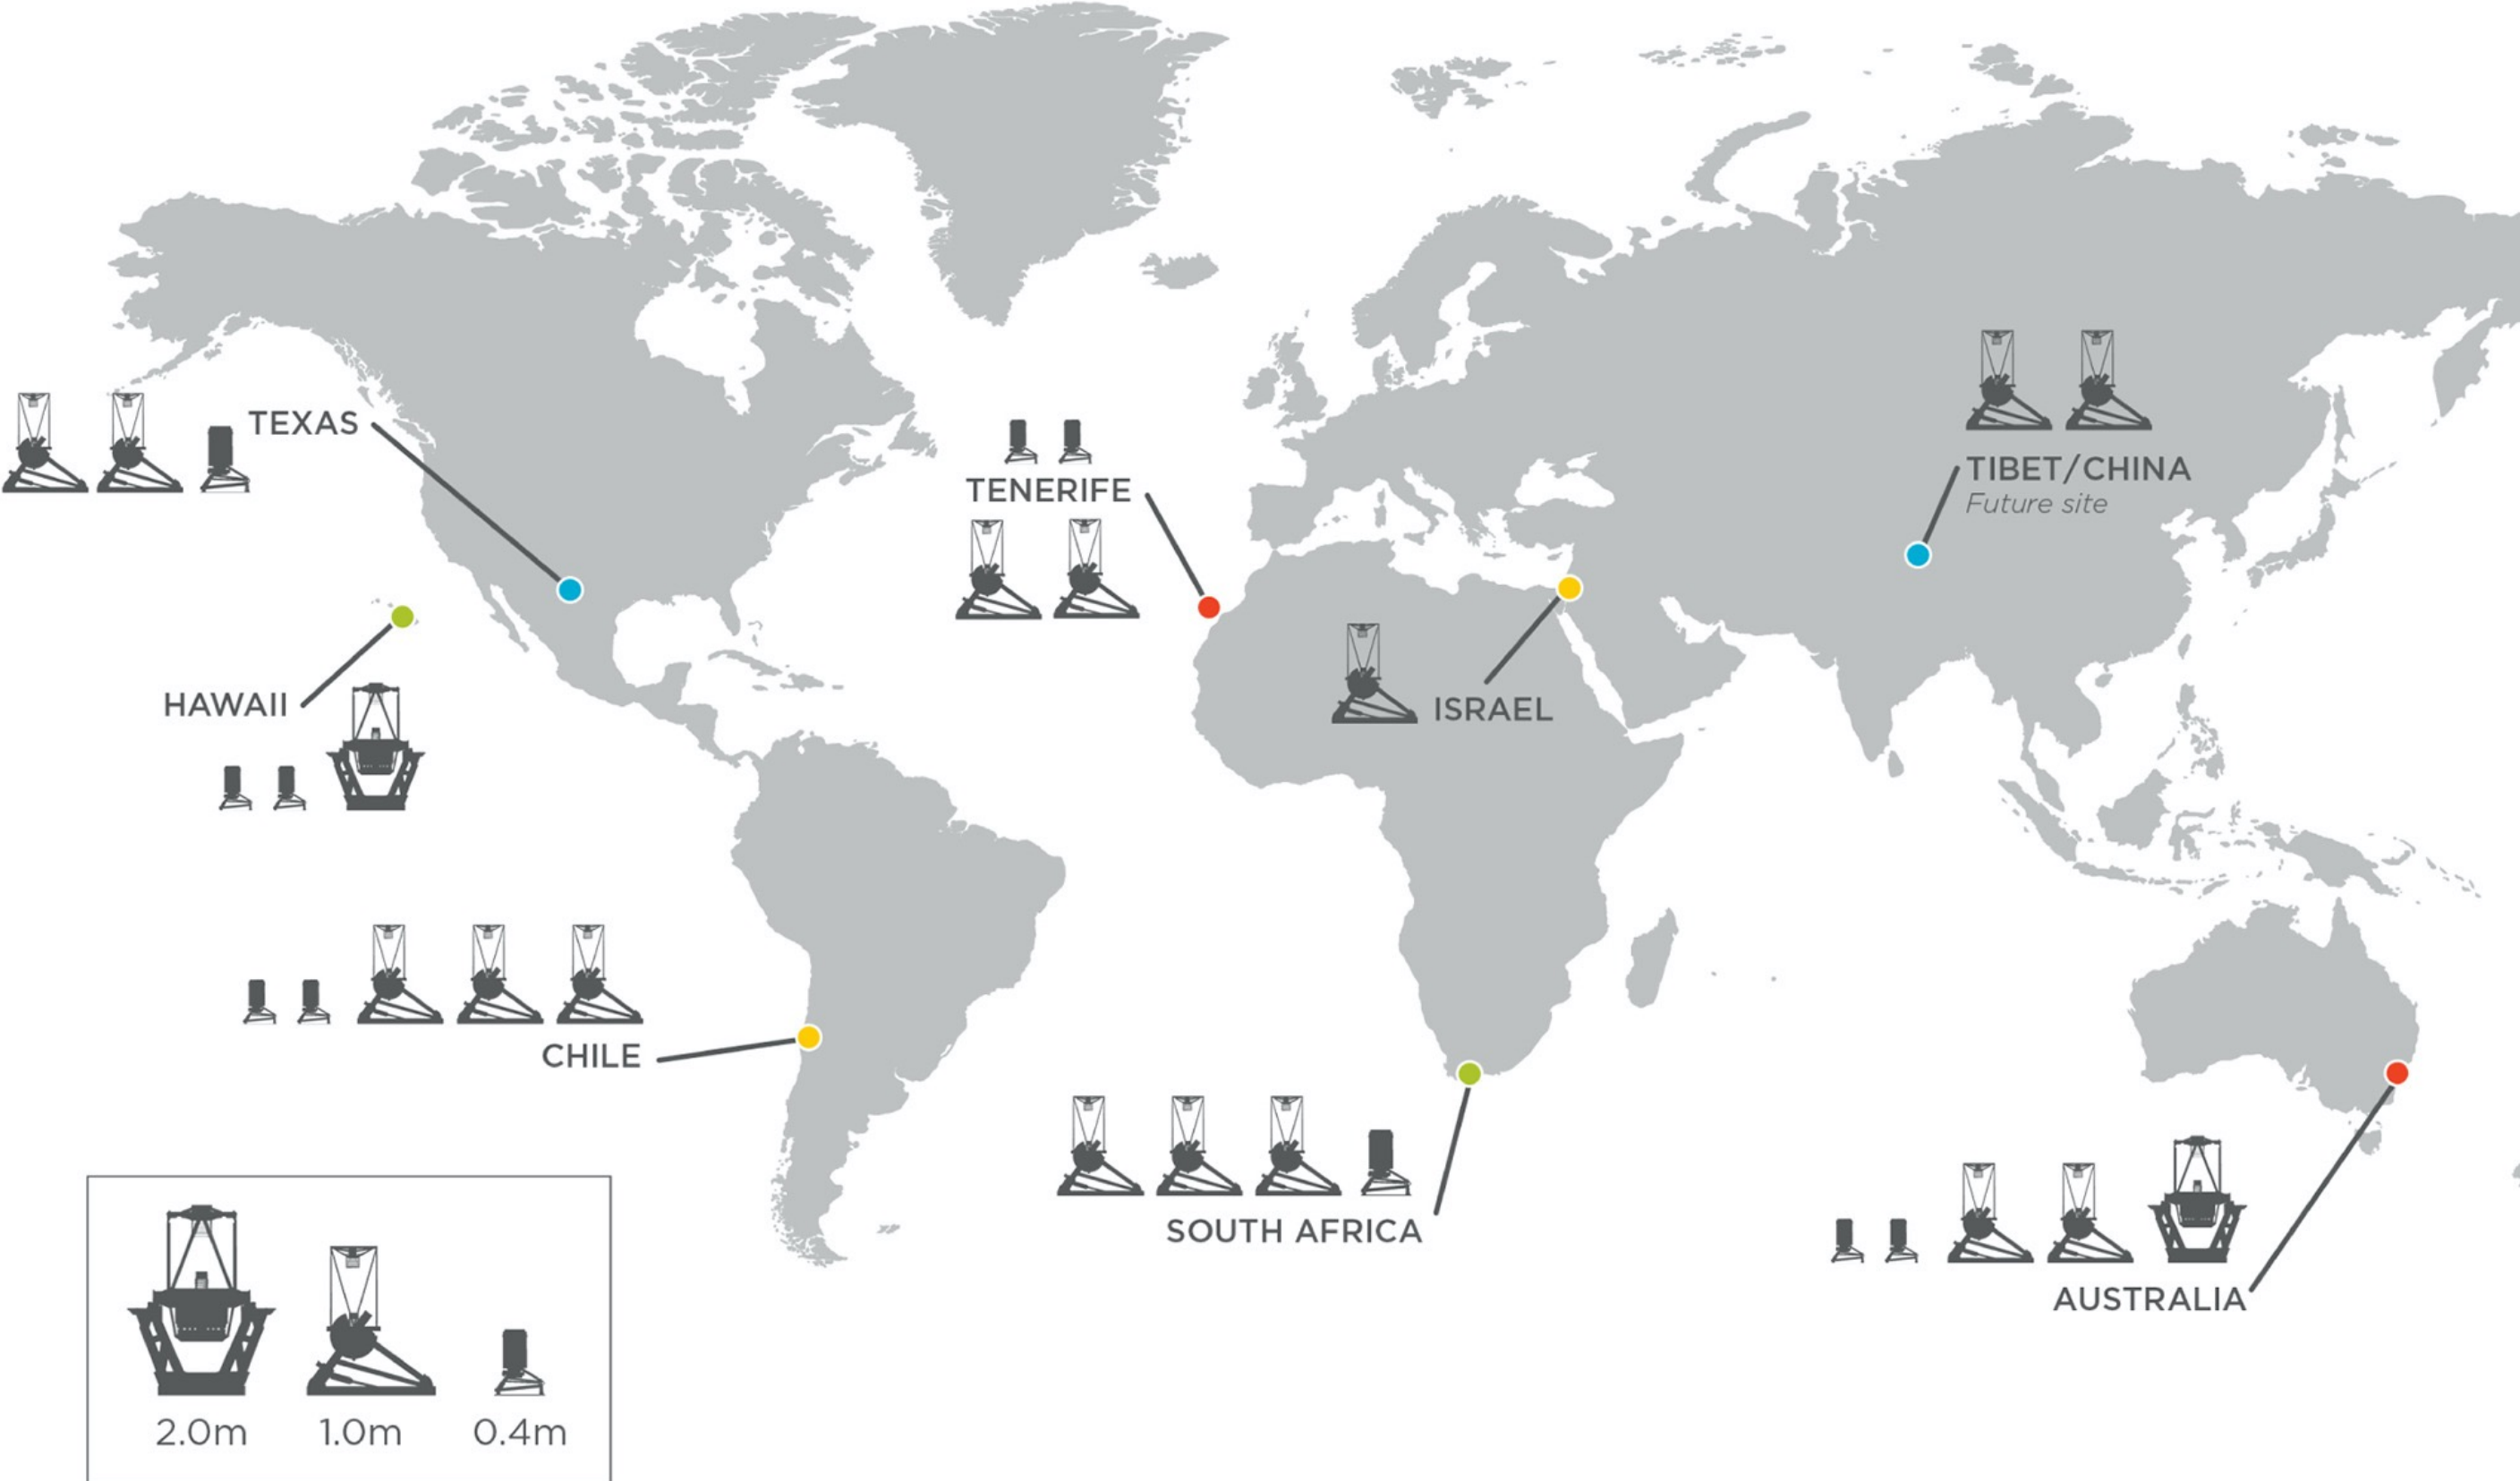 TEXAS
TENERIFE
TIBET/CHINA
Future site
HAWAII
ISRAEL
CHILE
SOUTH AFRICA
AUSTRALIA
2.0m
1.0m
0.4m